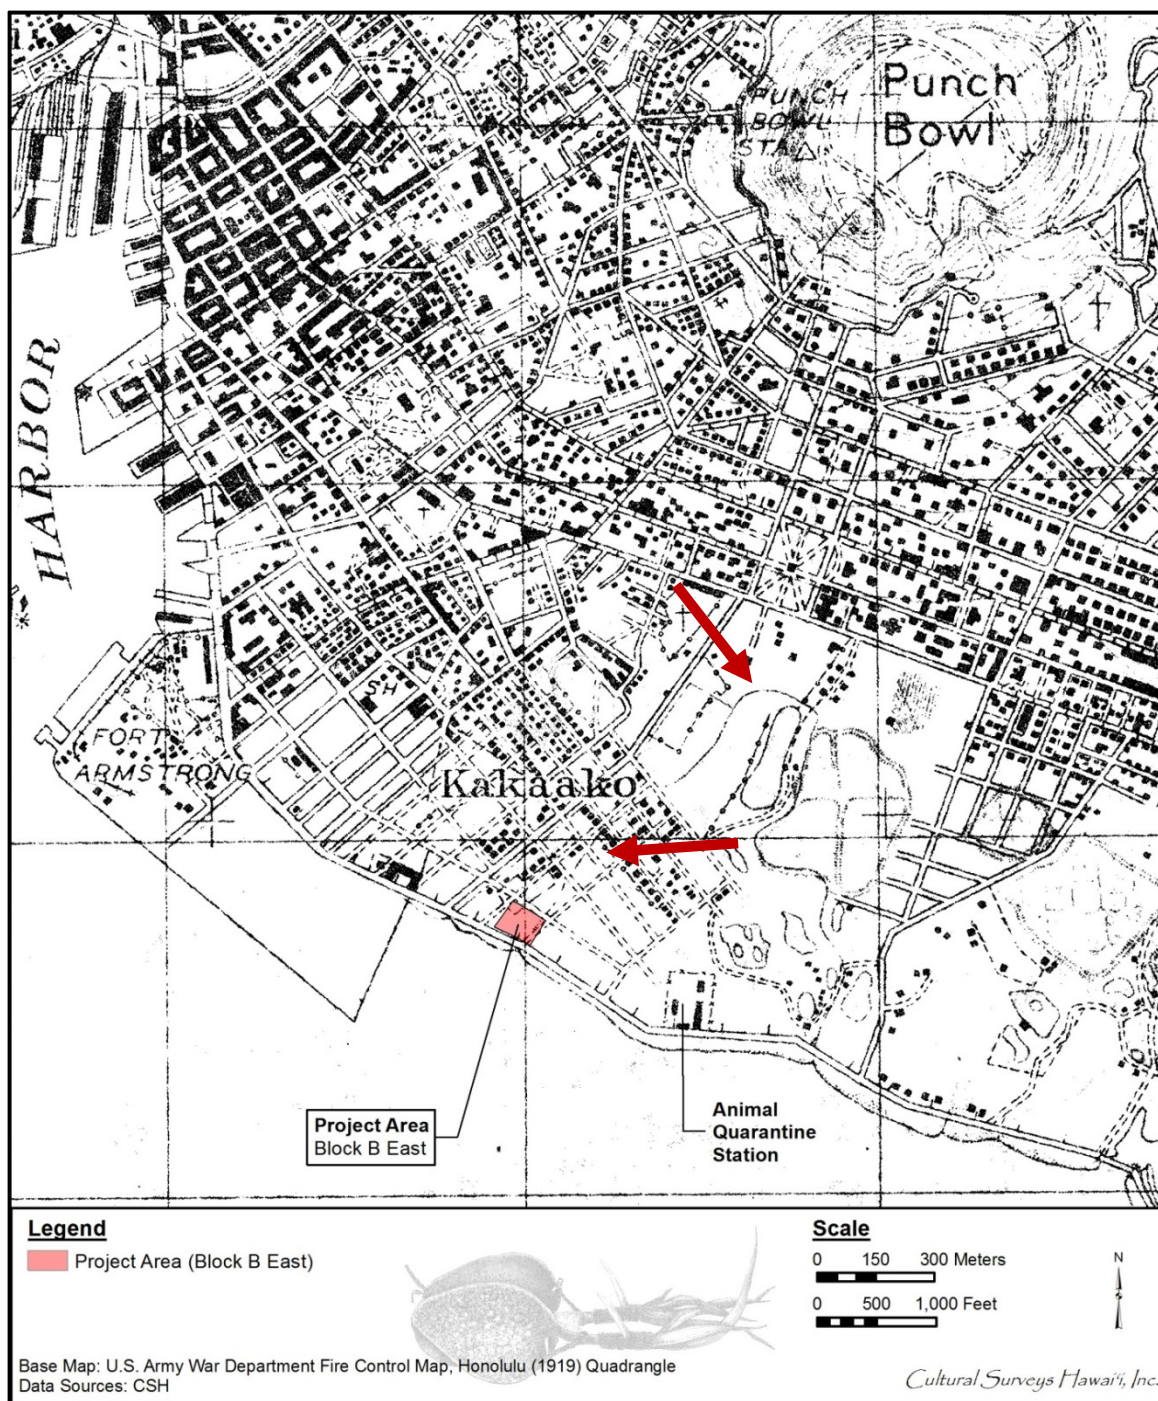 PUNCH
BOWL
STA
Punch
Bowl
HARBOR
SH
FORT
ARMSTRONG
Kakaako
Project Area
Block B East
Animal
Quarantine
Station
Legend
Project Area (Block B East)
Scale
0 150 300 Meters
0 500 1,000 Feet
N
Base Map: U.S. Army War Department Fire Control Map, Honolulu (1919) Quadrangle
Data Sources: CSH
Cultural Surveys Hawai‘i, Inc.